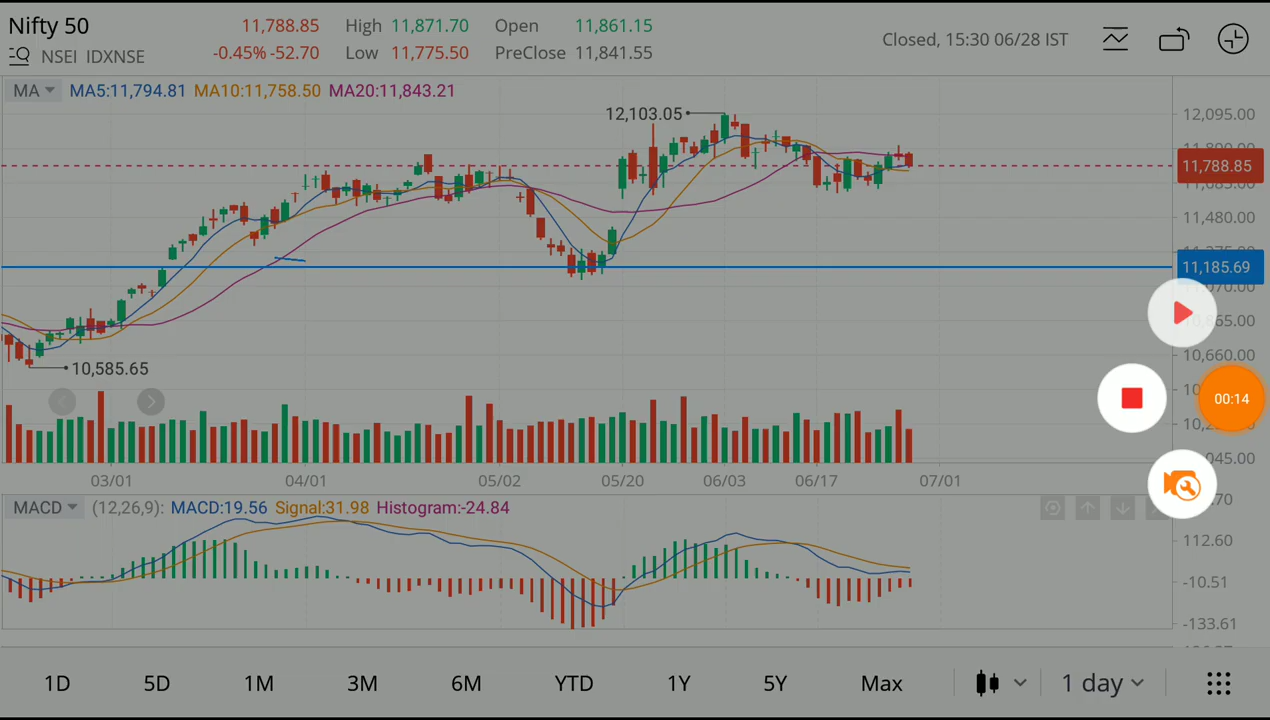 Nifty 50 11,788.85 High 11,871.70 Open 11,861.15
NSEI IDXNSE -0.45% -52.70 Low 11,775.50 PreClose 11,841.55
Closed, 15:30 06/28 IST
MA MA5:11,794.81 MA10:11,758.50 MA20:11,843.21
12,103.05
12,095.00
11,788.85
11,480.00
11,185.69
10,660.00
10,585.65
00:14
03/01 04/01 05/02 05/20 06/03 06/17 07/01
MACD (12,26,9): MACD:19.56 Signal:31.98 Histogram:-24.84
112.60
-10.51
-133.61
1D 5D 1M 3M 6M YTD 1Y 5Y Max 1 day